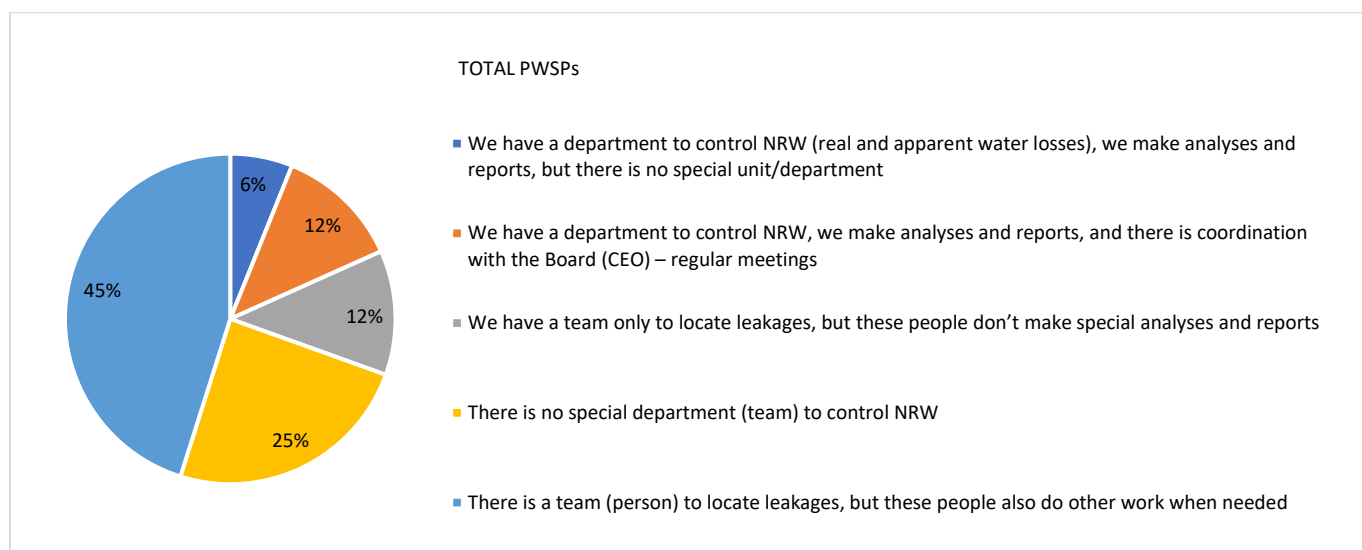 TOTAL PWSPs
We have a department to control NRW (real and apparent water losses), we make analyses and
reports, but there is no special unit/department
We have a department to control NRW, we make analyses and reports, and there is coordination
with the Board (CEO) – regular meetings
We have a team only to locate leakages, but these people don’t make special analyses and reports
There is no special department (team) to control NRW
There is a team (person) to locate leakages, but these people also do other work when needed
6%
12%
12%
25%
45%